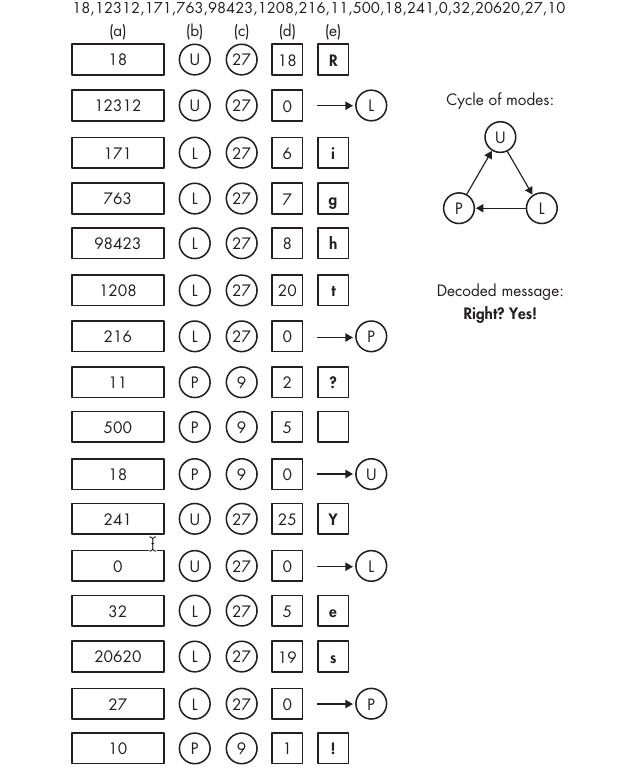 18,12312,171,763,98423,1208,216,11,500,18,241,0,32,20620,27,10
(a) (b) (c) (d) (e)
18 U 27 18 R
12312 U 27 0 L
171 L 27 6 i
763 L 27 7 g
98423 L 27 8 h
1208 L 27 20 t
216 L 27 0 P
11 P 9 2 ?
500 P 9 5
18 P 9 0 U
241 U 27 25 Y
0 U 27 0 L
32 L 27 5 e
20620 L 27 19 s
27 L 27 0 P
10 P 9 1 !
Cycle of modes:
U
P L
Decoded message:
Right? Yes!